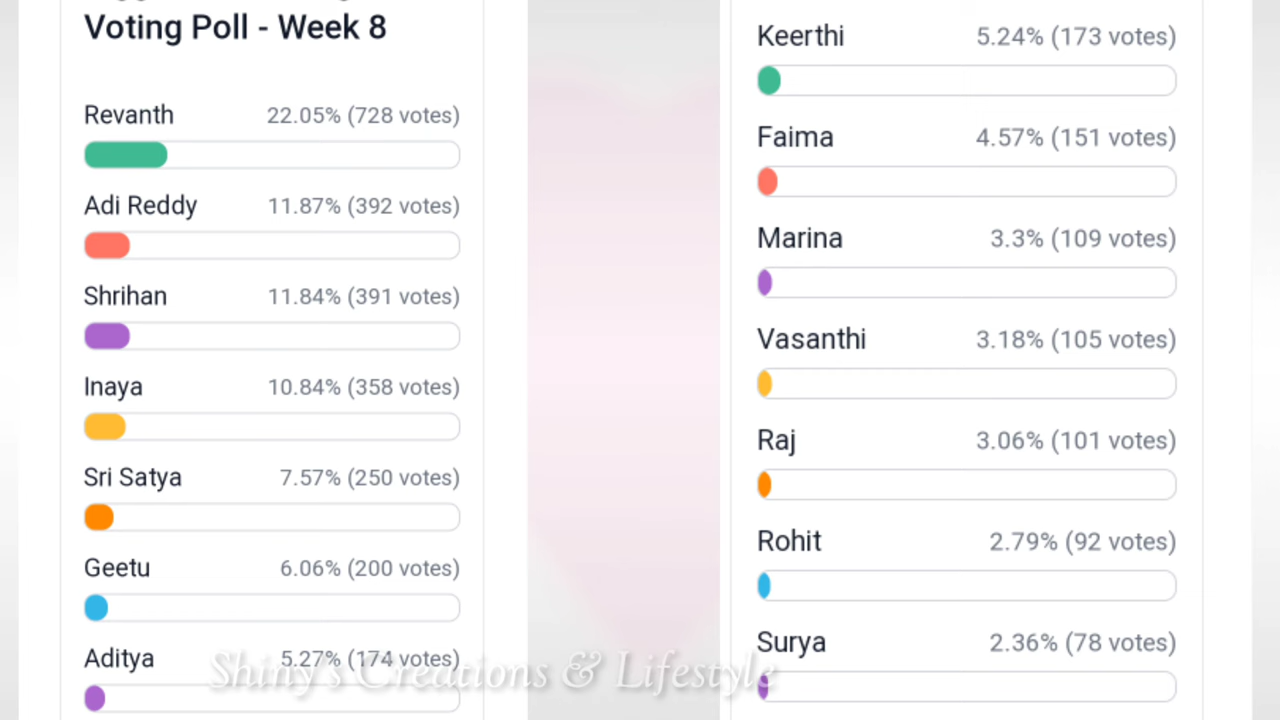 Voting Poll - Week 8
Revanth 22.05% (728 votes)
Adi Reddy 11.87% (392 votes)
Shrihan 11.84% (391 votes)
Inaya 10.84% (358 votes)
Sri Satya 7.57% (250 votes)
Geetu 6.06% (200 votes)
Aditya 5.27% (174 votes)
Keerthi 5.24% (173 votes)
Faima 4.57% (151 votes)
Marina 3.3% (109 votes)
Vasanthi 3.18% (105 votes)
Raj 3.06% (101 votes)
Rohit 2.79% (92 votes)
Surya 2.36% (78 votes)
Shiny's Creations & Lifestyle